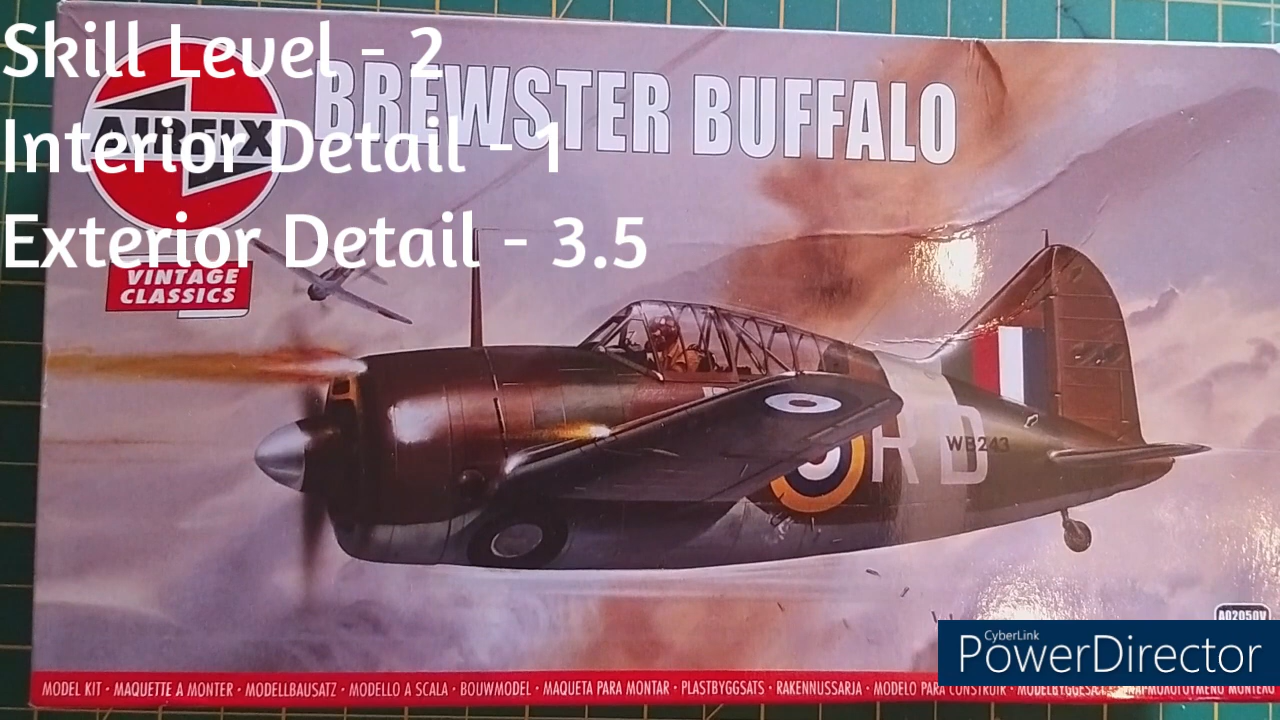 Skill Level - 2
Interior Detail - 1
Exterior Detail - 3.5
AIRFIX
BREWSTER BUFFALO
VINTAGE
CLASSICS
RD
WB243
A02050V
CyberLink
PowerDirector
MODEL KIT · MAQUETTE A MONTER · MODELLBAUSATZ · MODELLO A SCALA · BOUWMODEL · MAQUETA PARA MONTAR · PLASTBYGGSATS · RAKENNUSSARJA · MODELO PARA CONSTRUIR ·